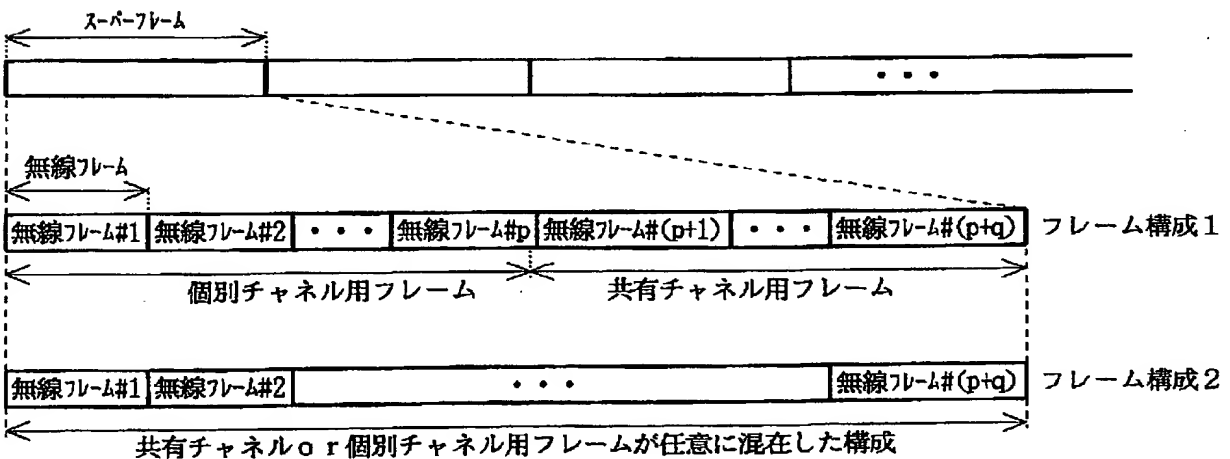 スーパーフレーム
・・・
無線フレーム
無線フレーム#1 無線フレーム#2 ・・・ 無線フレーム#p 無線フレーム#(p+1) ・・・ 無線フレーム#(p+q) フレーム構成1
個別チャネル用フレーム 共有チャネル用フレーム
無線フレーム#1 無線フレーム#2 ・・・ 無線フレーム#(p+q) フレーム構成2
共有チャネルor個別チャネル用フレームが任意に混在した構成